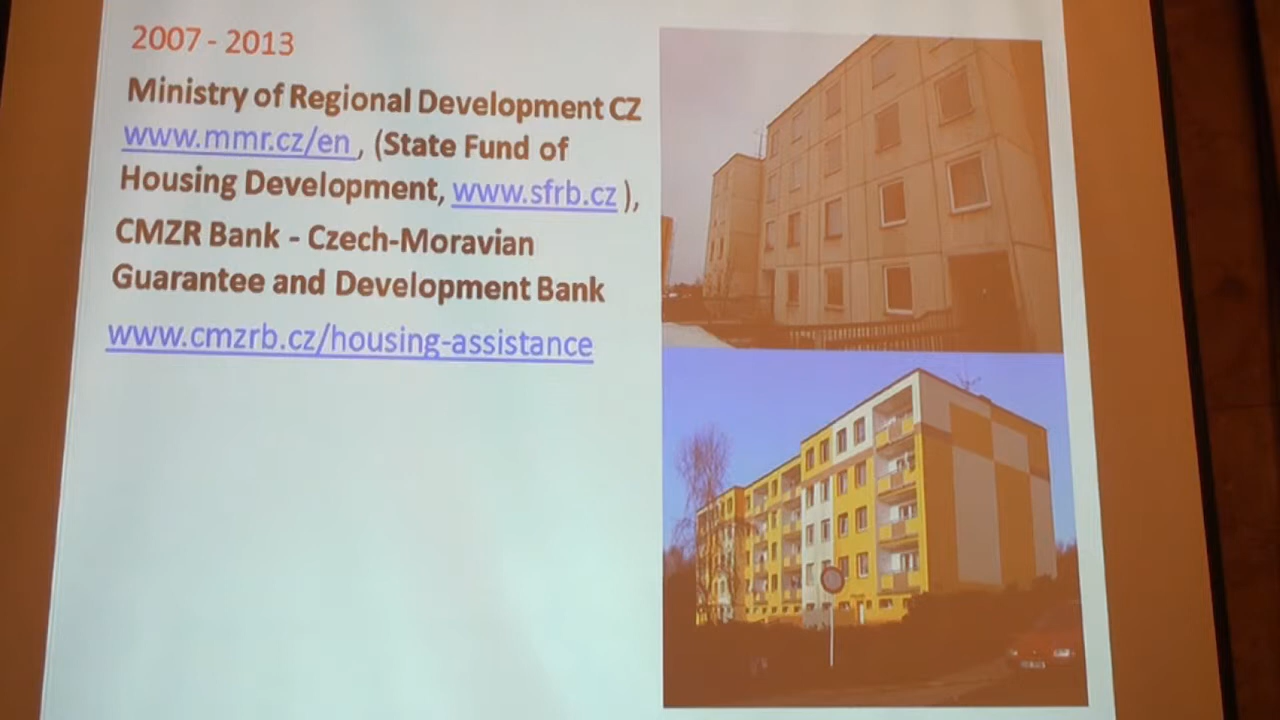 2007 - 2013
Ministry of Regional Development CZ
www.mmr.cz/en , (State Fund of
Housing Development, www.sfrb.cz ),
CMZR Bank - Czech-Moravian
Guarantee and Development Bank
www.cmzrb.cz/housing-assistance